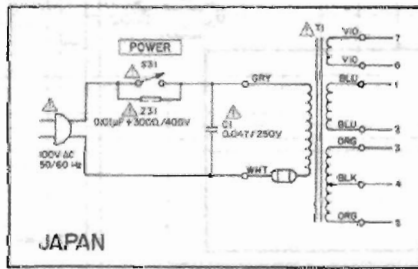 POWER
S31
Z31
0.01µF+300Ω/400V
100V AC
50/60 Hz
C1
0.047/250V
GRY
WHT
T1
VIO 7
VIO 6
BLU 1
BLU 2
ORG 3
BLK 4
ORG 5
JAPAN